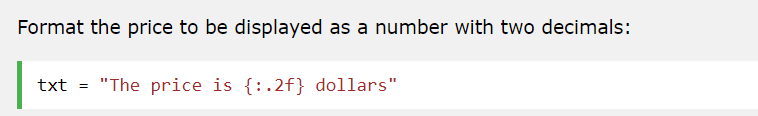 Format the price to be displayed as a number with two decimals:
txt = "The price is {:.2f} dollars"